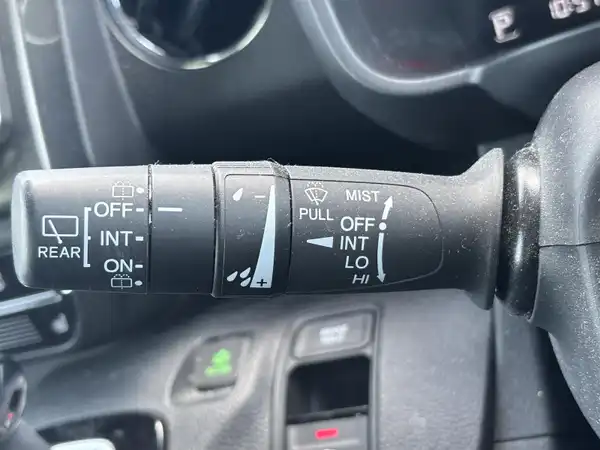 P
OFF
INT
REAR
ON
−
+
PULL
MIST
OFF
INT
LO
HI